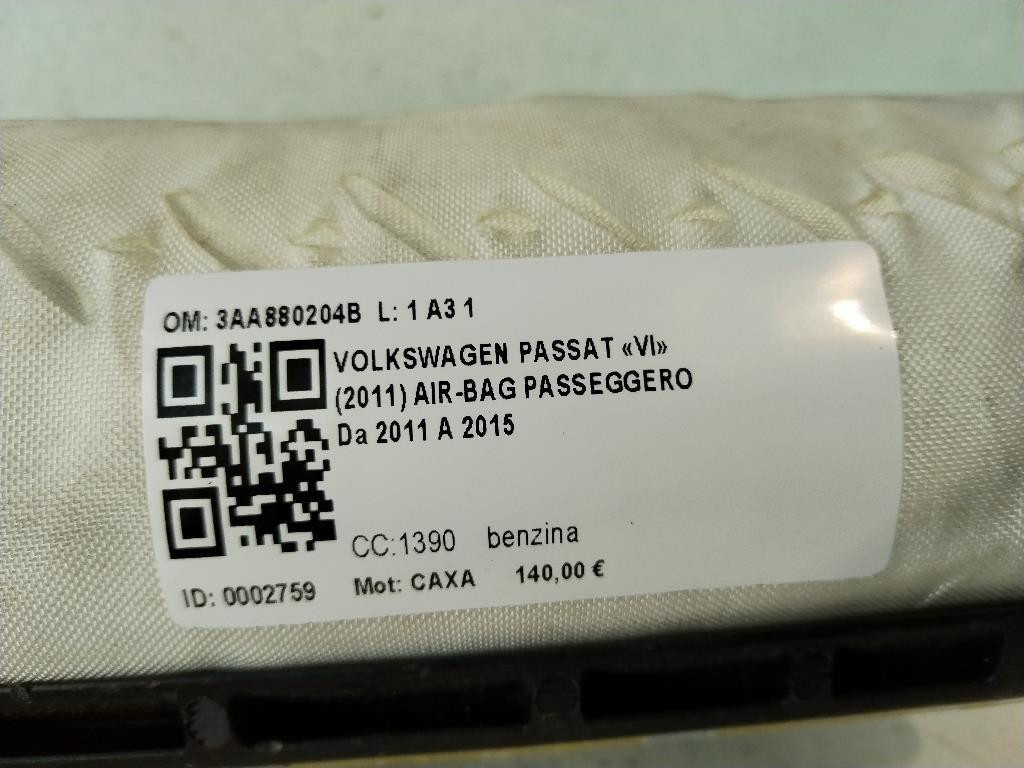 OM: 3AA880204B L: 1 A3 1
VOLKSWAGEN PASSAT «VI»
(2011) AIR-BAG PASSEGGERO
Da 2011 A 2015
CC:1390 benzina
ID: 0002759 Mot: CAXA 140,00 €